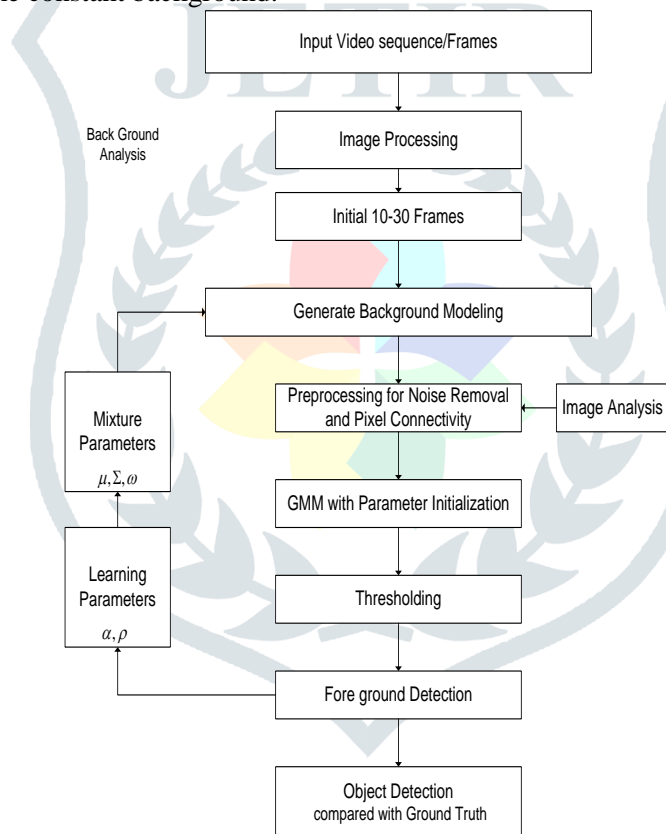 the constant background.
JETIR
Input Video sequence/Frames
Back Ground
Analysis
Image Processing
Initial 10-30 Frames
Generate Background Modeling
Mixture
Parameters
μ,Σ,ω
Preprocessing for Noise Removal
and Pixel Connectivity
Image Analysis
GMM with Parameter Initialization
Learning
Parameters
α,ρ
Thresholding
Fore ground Detection
Object Detection
compared with Ground Truth